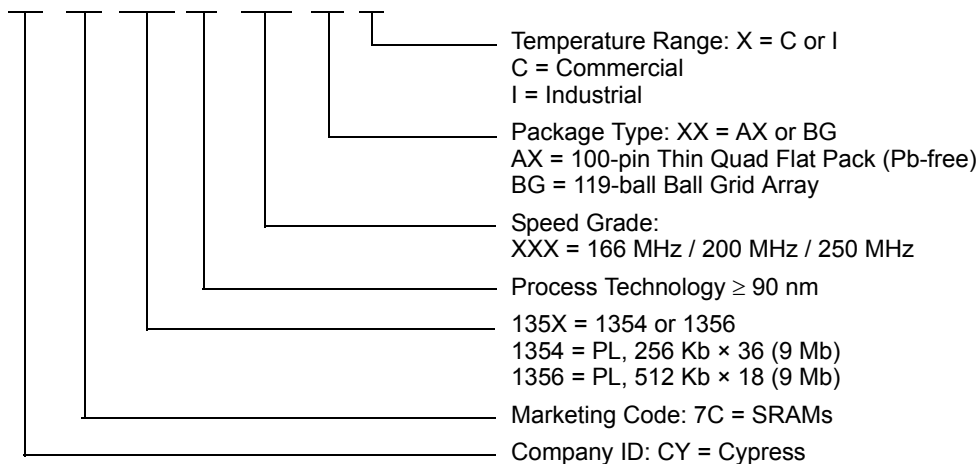 Temperature Range: X = C or I
C = Commercial
I = Industrial
Package Type: XX = AX or BG
AX = 100-pin Thin Quad Flat Pack (Pb-free)
BG = 119-ball Ball Grid Array
Speed Grade:
XXX = 166 MHz / 200 MHz / 250 MHz
Process Technology ≥ 90 nm
135X = 1354 or 1356
1354 = PL, 256 Kb × 36 (9 Mb)
1356 = PL, 512 Kb × 18 (9 Mb)
Marketing Code: 7C = SRAMs
Company ID: CY = Cypress